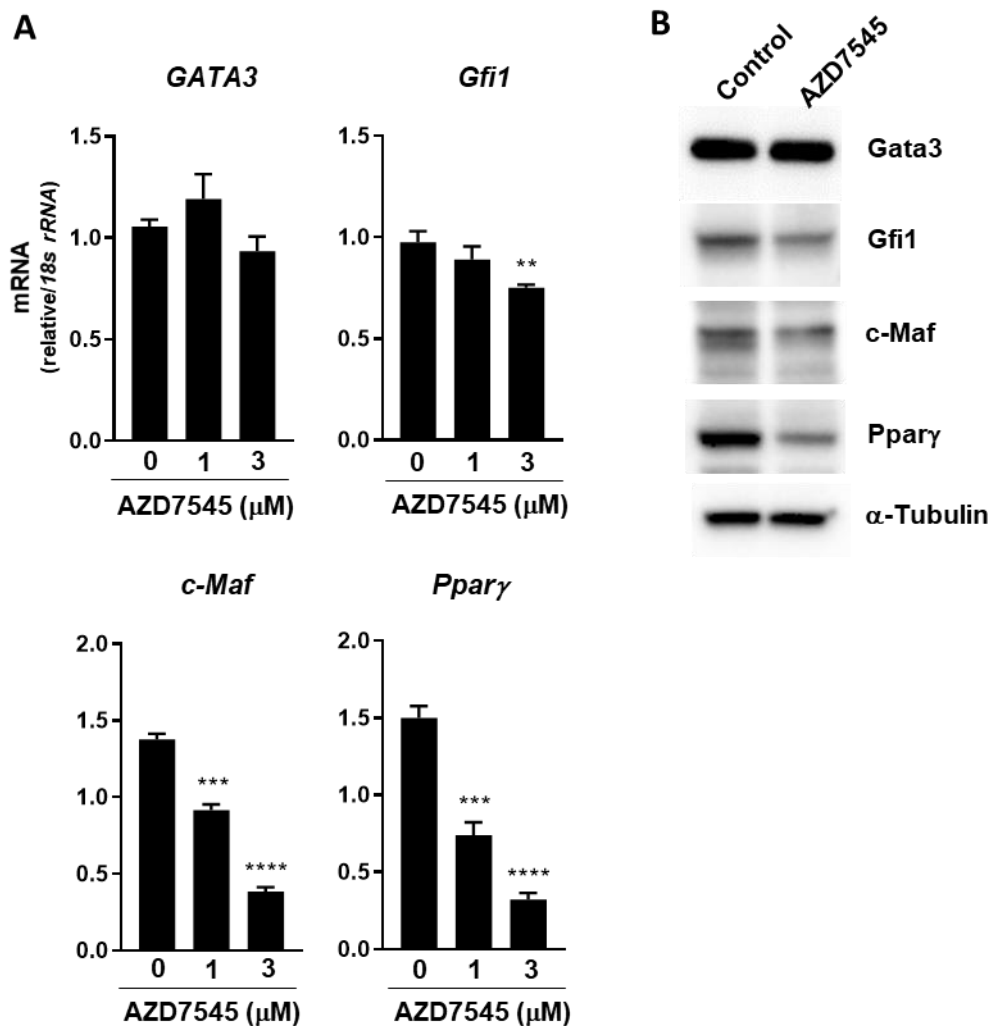 A
GATA3
mRNA
(relative/18s rRNA)
1.5
1.0
0.5
0.0
0 1 3
AZD7545 (μM)
Gfi1
1.5
1.0
0.5
0.0
**
0 1 3
AZD7545 (μM)
c-Maf
2.0
1.5
1.0
0.5
0.0
***
****
0 1 3
AZD7545 (μM)
Pparγ
2.0
1.5
1.0
0.5
0.0
***
****
0 1 3
AZD7545 (μM)
B
Control
AZD7545
Gata3
Gfi1
c-Maf
Pparγ
α-Tubulin